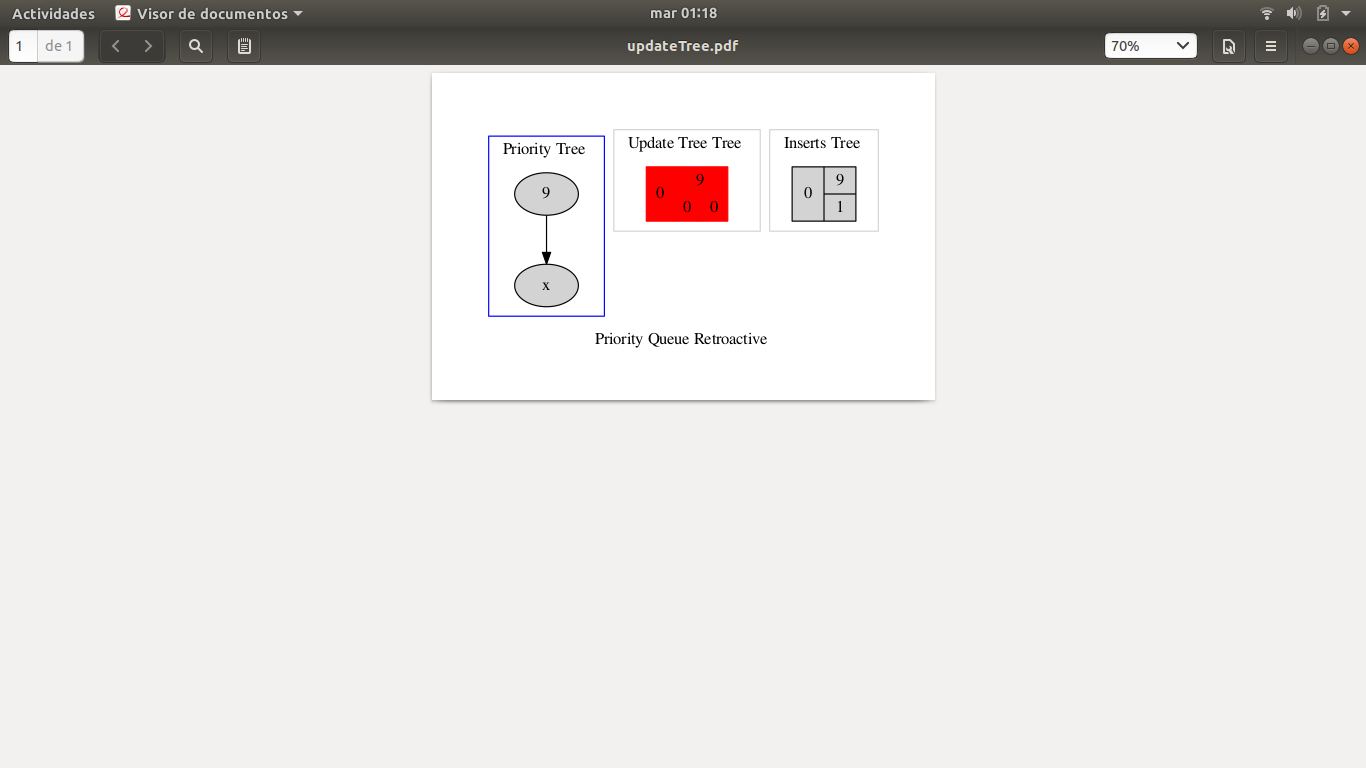 Actividades Visor de documentos mar 01:18
1 de 1 updateTree.pdf 70%
Priority Tree Update Tree Tree Inserts Tree
9 9 9
0 0
0 0 1
x
Priority Queue Retroactive